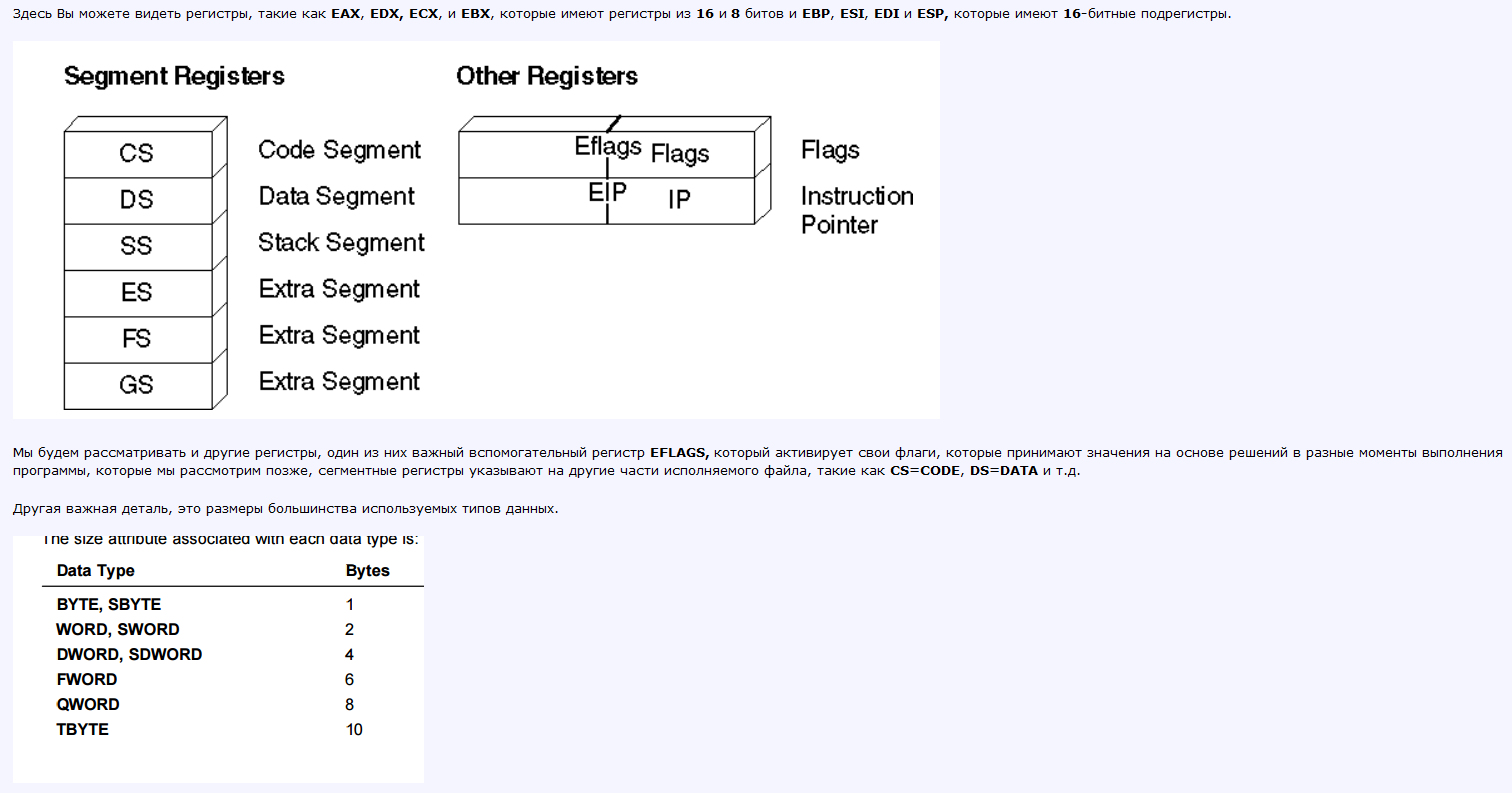 Здесь Вы можете видеть регистры, такие как EAX, EDX, ECX, и EBX, которые имеют регистры из 16 и 8 битов и EBP, ESI, EDI и ESP, которые имеют 16-битные подрегистры.
Segment Registers Other Registers
CS Code Segment Eflags Flags Flags
DS Data Segment EIP IP Instruction Pointer
SS Stack Segment
ES Extra Segment
FS Extra Segment
GS Extra Segment
Мы будем рассматривать и другие регистры, один из них важный вспомогательный регистр EFLAGS, который активирует свои флаги, которые принимают значения на основе решений в разные моменты выполнения
программы, которые мы рассмотрим позже, сегментные регистры указывают на другие части исполняемого файла, такие как CS=CODE, DS=DATA и т.д.
Другая важная деталь, это размеры большинства используемых типов данных.
The size attribute associated with each data type is:
Data Type Bytes
BYTE, SBYTE 1
WORD, SWORD 2
DWORD, SDWORD 4
FWORD 6
QWORD 8
TBYTE 10